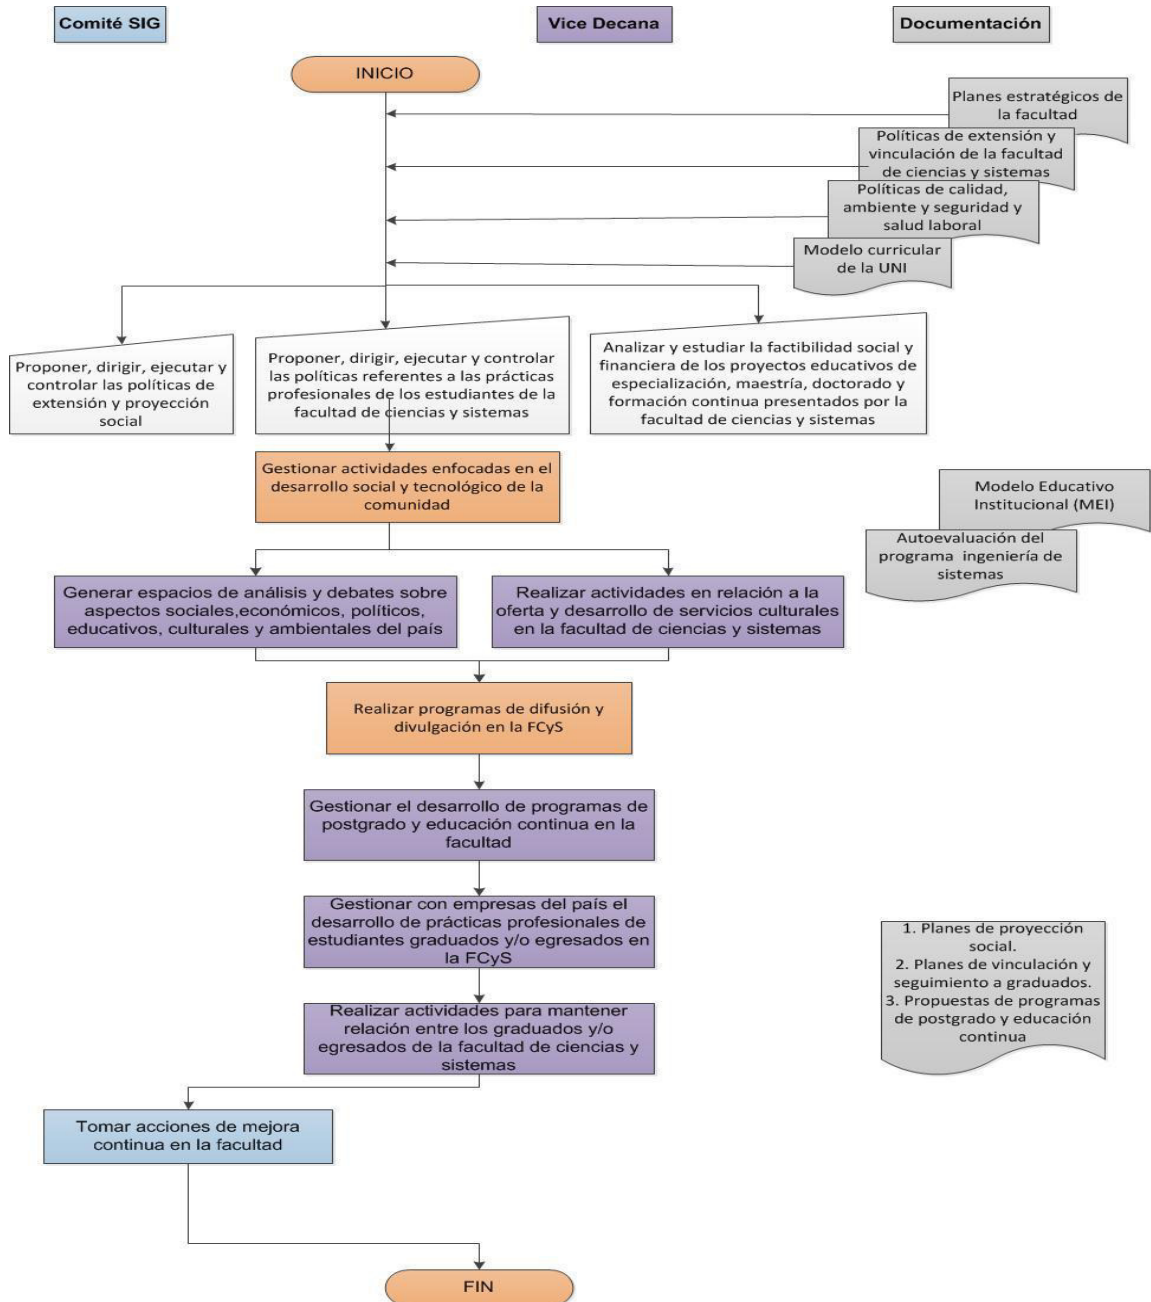 Comité SIG
Vice Decana
Documentación
INICIO
Planes estratégicos de
la facultad
Políticas de extensión y
vinculación de la facultad
de ciencias y sistemas
Políticas de calidad,
ambiente y seguridad y
salud laboral
Modelo curricular
de la UNI
Proponer, dirigir, ejecutar y
controlar las políticas de
extensión y proyección
social
Proponer, dirigir, ejecutar y controlar
las políticas referentes a las prácticas
profesionales de los estudiantes de la
facultad de ciencias y sistemas
Analizar y estudiar la factibilidad social y
financiera de los proyectos educativos de
especialización, maestría, doctorado y
formación continua presentados por la
facultad de ciencias y sistemas
Gestionar actividades enfocadas en el
desarrollo social y tecnológico de la
comunidad
Modelo Educativo
Institucional (MEI)
Autoevaluación del
programa ingeniería de
sistemas
Generar espacios de análisis y debates sobre
aspectos sociales,económicos, políticos,
educativos, culturales y ambientales del país
Realizar actividades en relación a la
oferta y desarrollo de servicios culturales
en la facultad de ciencias y sistemas
Realizar programas de difusión y
divulgación en la FCyS
Gestionar el desarrollo de programas de
postgrado y educación continua en la
facultad
Gestionar con empresas del país el
desarrollo de prácticas profesionales de
estudiantes graduados y/o egresados en
la FCyS
1. Planes de proyección
social.
2. Planes de vinculación y
seguimiento a graduados.
3. Propuestas de programas
de postgrado y educación
continua
Realizar actividades para mantener
relación entre los graduados y/o
egresados de la facultad de ciencias y
sistemas
Tomar acciones de mejora
continua en la facultad
FIN